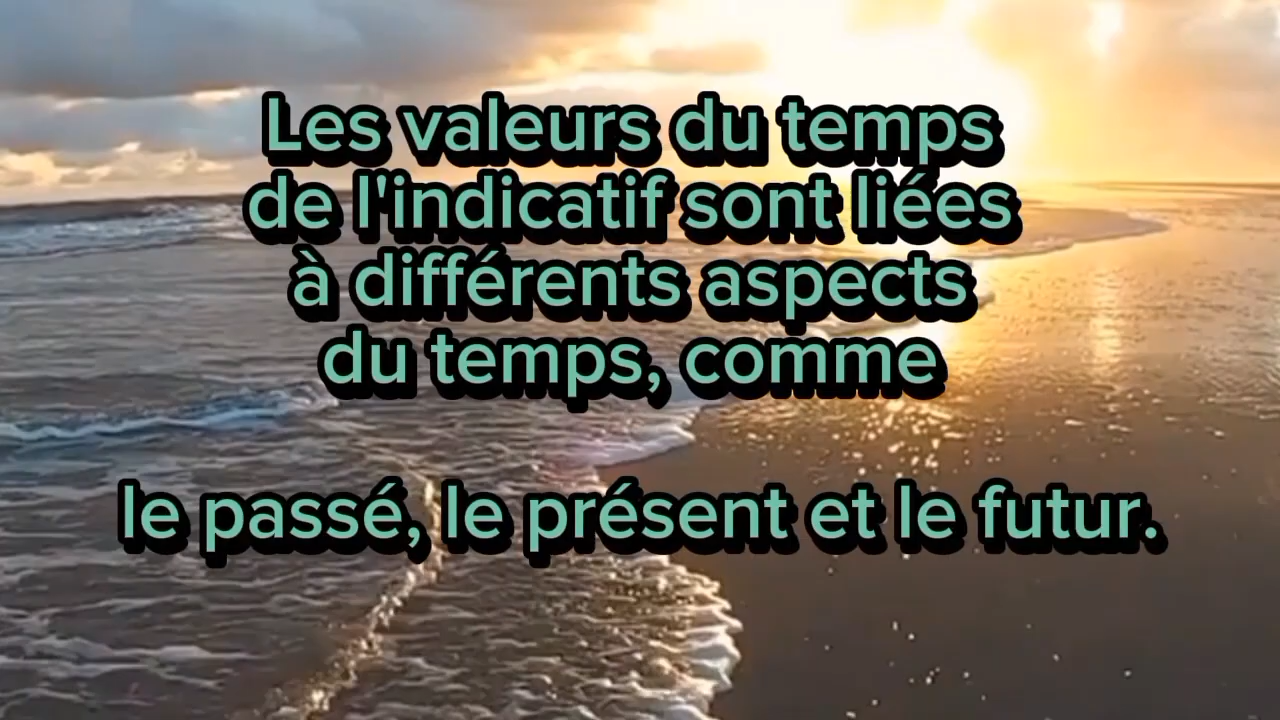 Les valeurs du temps
de l'indicatif sont liées
à différents aspects
du temps, comme
le passé, le présent et le futur.